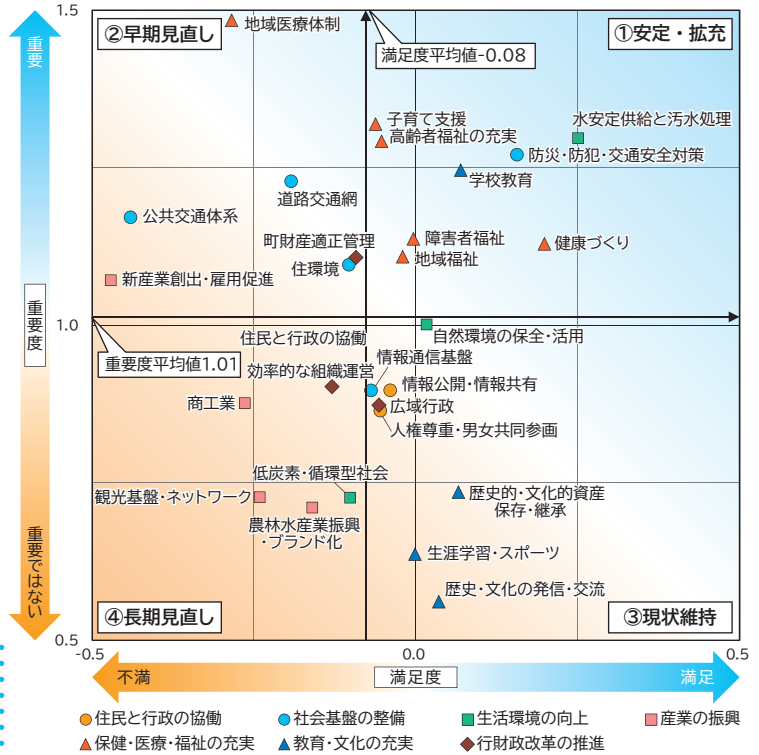 1.5
②早期見直し
地域医療体制
満足度平均値-0.08
①安定・拡充
重要
子育て支援
高齢者福祉の充実
水安定供給と汚水処理
防災・防犯・交通安全対策
学校教育
道路交通網
公共交通体系
町財産適正管理
住環境
障害者福祉
地域福祉
健康づくり
新産業創出・雇用促進
重要度
1.0
重要度平均値1.01
自然環境の保全・活用
住民と行政の協働
情報通信基盤
効率的な組織運営
情報公開・情報共有
商工業
広域行政
人権尊重・男女共同参画
低炭素・循環型社会
観光基盤・ネットワーク
歴史的・文化的資産
保存・継承
農林水産業振興
・ブランド化
重要ではない
生涯学習・スポーツ
歴史・文化の発信・交流
④長期見直し
③現状維持
0.5
-0.5
0.0
0.5
不満
満足度
満足
住民と行政の協働
社会基盤の整備
生活環境の向上
産業の振興
保健・医療・福祉の充実
教育・文化の充実
行財政改革の推進